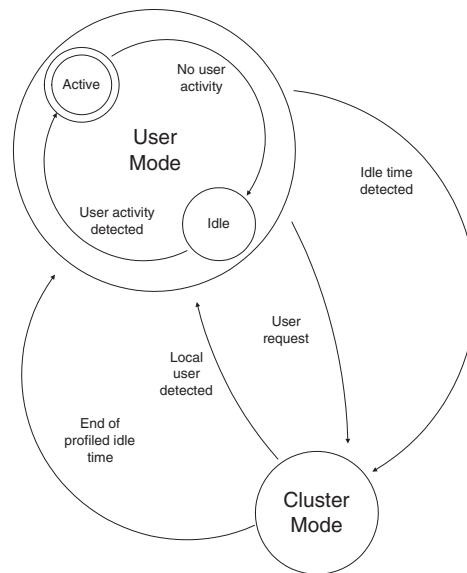 Active
No user
activity
User
Mode
Idle time
detected
User activity
detected
Idle
User
request
Local
user
detected
End of
profiled idle
time
Cluster
Mode